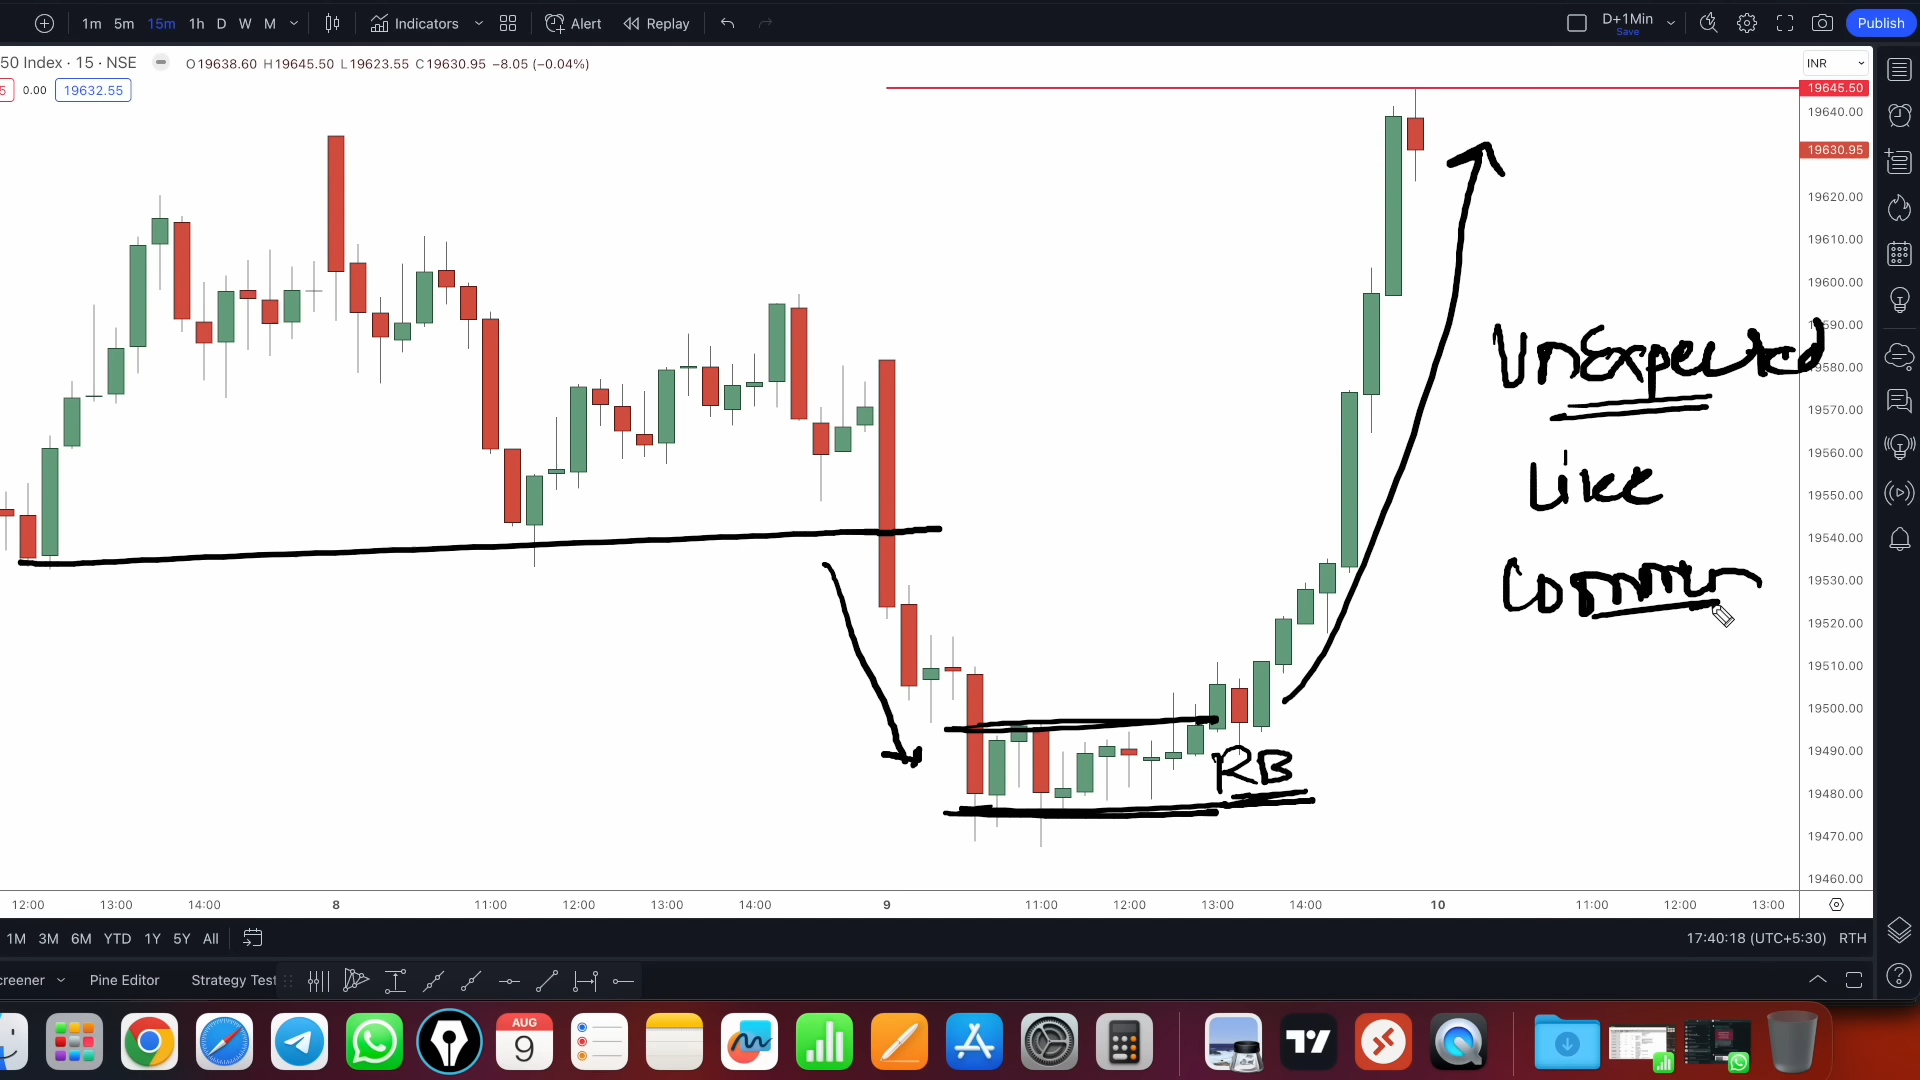 1m 5m 15m 1h D W M Indicators Alert Replay D+1Min Save Publish
50 Index · 15 · NSE O19638.60 H19645.50 L19623.55 C19630.95 −8.05 (−0.04%) INR
5 0.00 19632.55
19645.50
19640.00
19630.95
19620.00
19610.00
19600.00
19590.00
19580.00
19570.00
19560.00
19550.00
19540.00
19530.00
19520.00
19510.00
19500.00
19490.00
19480.00
19470.00
19460.00
UnExpected
Like
Commen
RB
12:00 13:00 14:00 8 11:00 12:00 13:00 14:00 9 11:00 12:00 13:00 14:00 10 11:00 12:00 13:00
1M 3M 6M YTD 1Y 5Y All 17:40:18 (UTC+5:30) RTH
creener Pine Editor Strategy Test
AUG
9